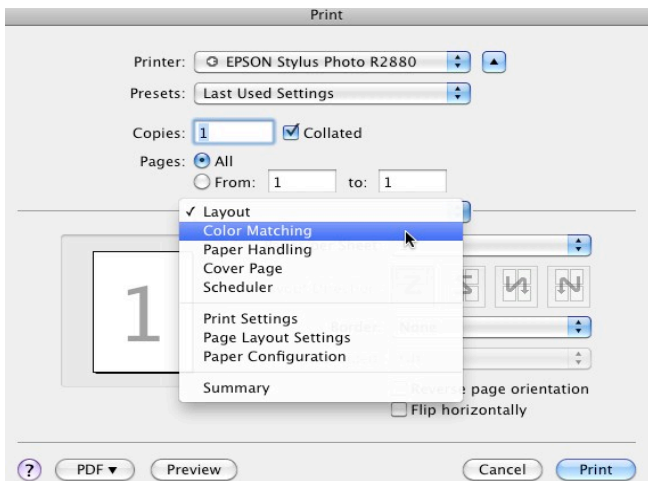 Print
Printer: EPSON Stylus Photo R2880
Presets: Last Used Settings
Copies: 1 Collated
Pages: All
From: 1 to: 1
✓ Layout
Color Matching
Paper Handling
Cover Page
Scheduler
Print Settings
Page Layout Settings
Paper Configuration
Summary
1
Sheet:
Border: None
Reverse page orientation
Flip horizontally
? PDF ▼ Preview Cancel Print